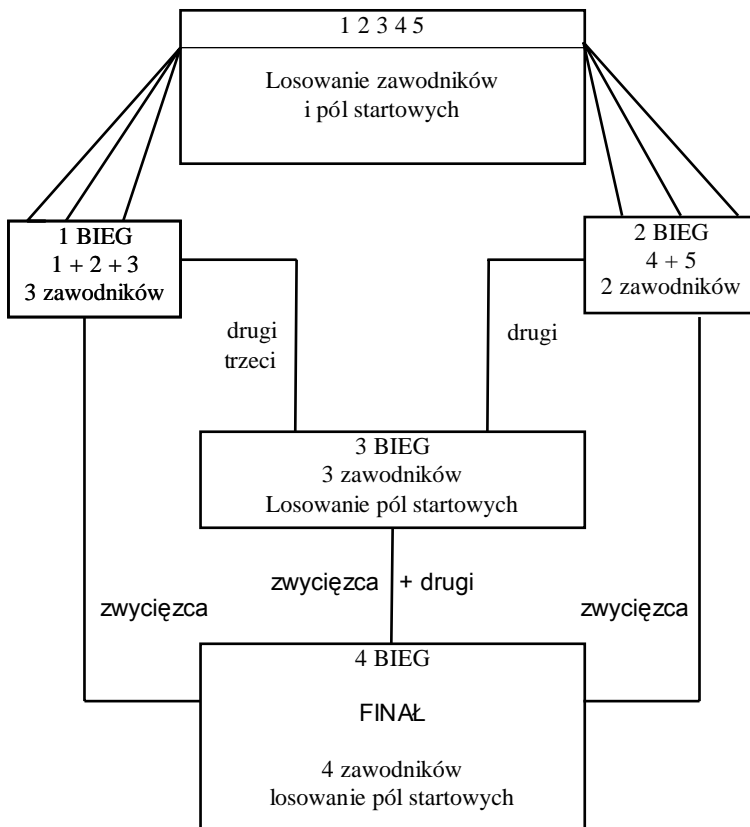 1 2 3 4 5
Losowanie zawodników
i pól startowych
1 BIEG
1 + 2 + 3
3 zawodników
2 BIEG
4 + 5
2 zawodników
drugi
trzeci
drugi
3 BIEG
3 zawodników
Losowanie pól startowych
zwycięzca + drugi
zwycięzca
zwycięzca
4 BIEG
FINAŁ
4 zawodników
losowanie pól startowych